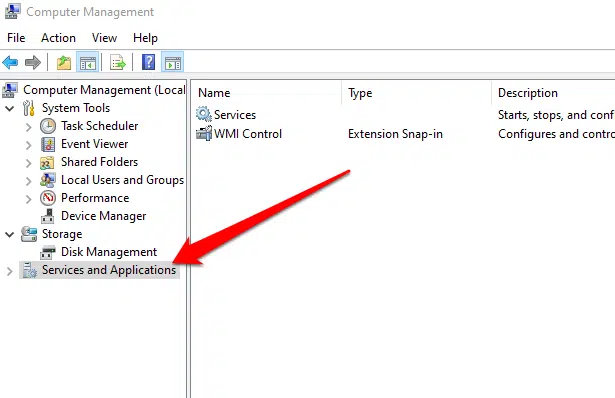 Computer Management
File Action View Help
Computer Management (Local
System Tools
Task Scheduler
Event Viewer
Shared Folders
Local Users and Groups
Performance
Device Manager
Storage
Disk Management
Services and Applications
Name Type Description
Services Starts, stops, and conf
WMI Control Extension Snap-in Configures and contro